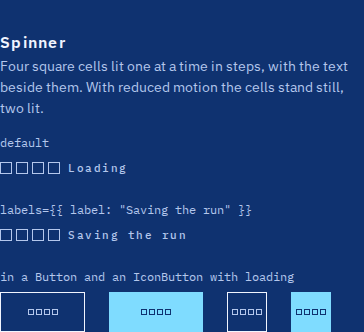 Spinner
Four square cells lit one at a time in steps, with the text
beside them. With reduced motion the cells stand still,
two lit.
default
Loading
labels={{ label: "Saving the run" }}
Saving the run
in a Button and an IconButton with loading